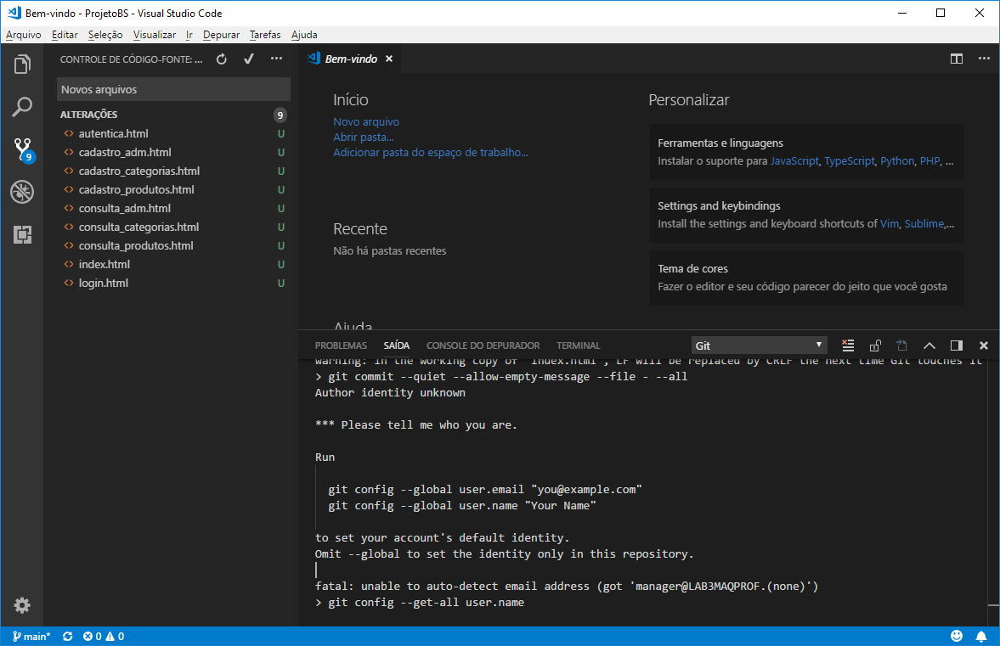 Bem-vindo - ProjetoBS - Visual Studio Code
Arquivo Editar Seleção Visualizar Ir Depurar Tarefas Ajuda
CONTROLE DE CÓDIGO-FONTE: ...
Novos arquivos
ALTERAÇÕES 9
autentica.html U
cadastro_adm.html U
cadastro_categorias.html U
cadastro_produtos.html U
consulta_adm.html U
consulta_categorias.html U
consulta_produtos.html U
index.html U
login.html U
9
Bem-vindo
Início
Novo arquivo
Abrir pasta...
Adicionar pasta do espaço de trabalho...
Recente
Não há pastas recentes
Ajuda
Personalizar
Ferramentas e linguagens
Instalar o suporte para JavaScript, TypeScript, Python, PHP, ...
Settings and keybindings
Install the settings and keyboard shortcuts of Vim, Sublime,...
Tema de cores
Fazer o editor e seu código parecer do jeito que você gosta
PROBLEMAS SAÍDA CONSOLE DO DEPURADOR TERMINAL Git
warning: in the working copy of 'index.html', LF will be replaced by CRLF the next time Git touches it
> git commit --quiet --allow-empty-message --file - --all
Author identity unknown
*** Please tell me who you are.
Run
git config --global user.email "you@example.com"
git config --global user.name "Your Name"
to set your account's default identity.
Omit --global to set the identity only in this repository.
fatal: unable to auto-detect email address (got 'manager@LAB3MAQPROF.(none)')
> git config --get-all user.name
main* 0 0